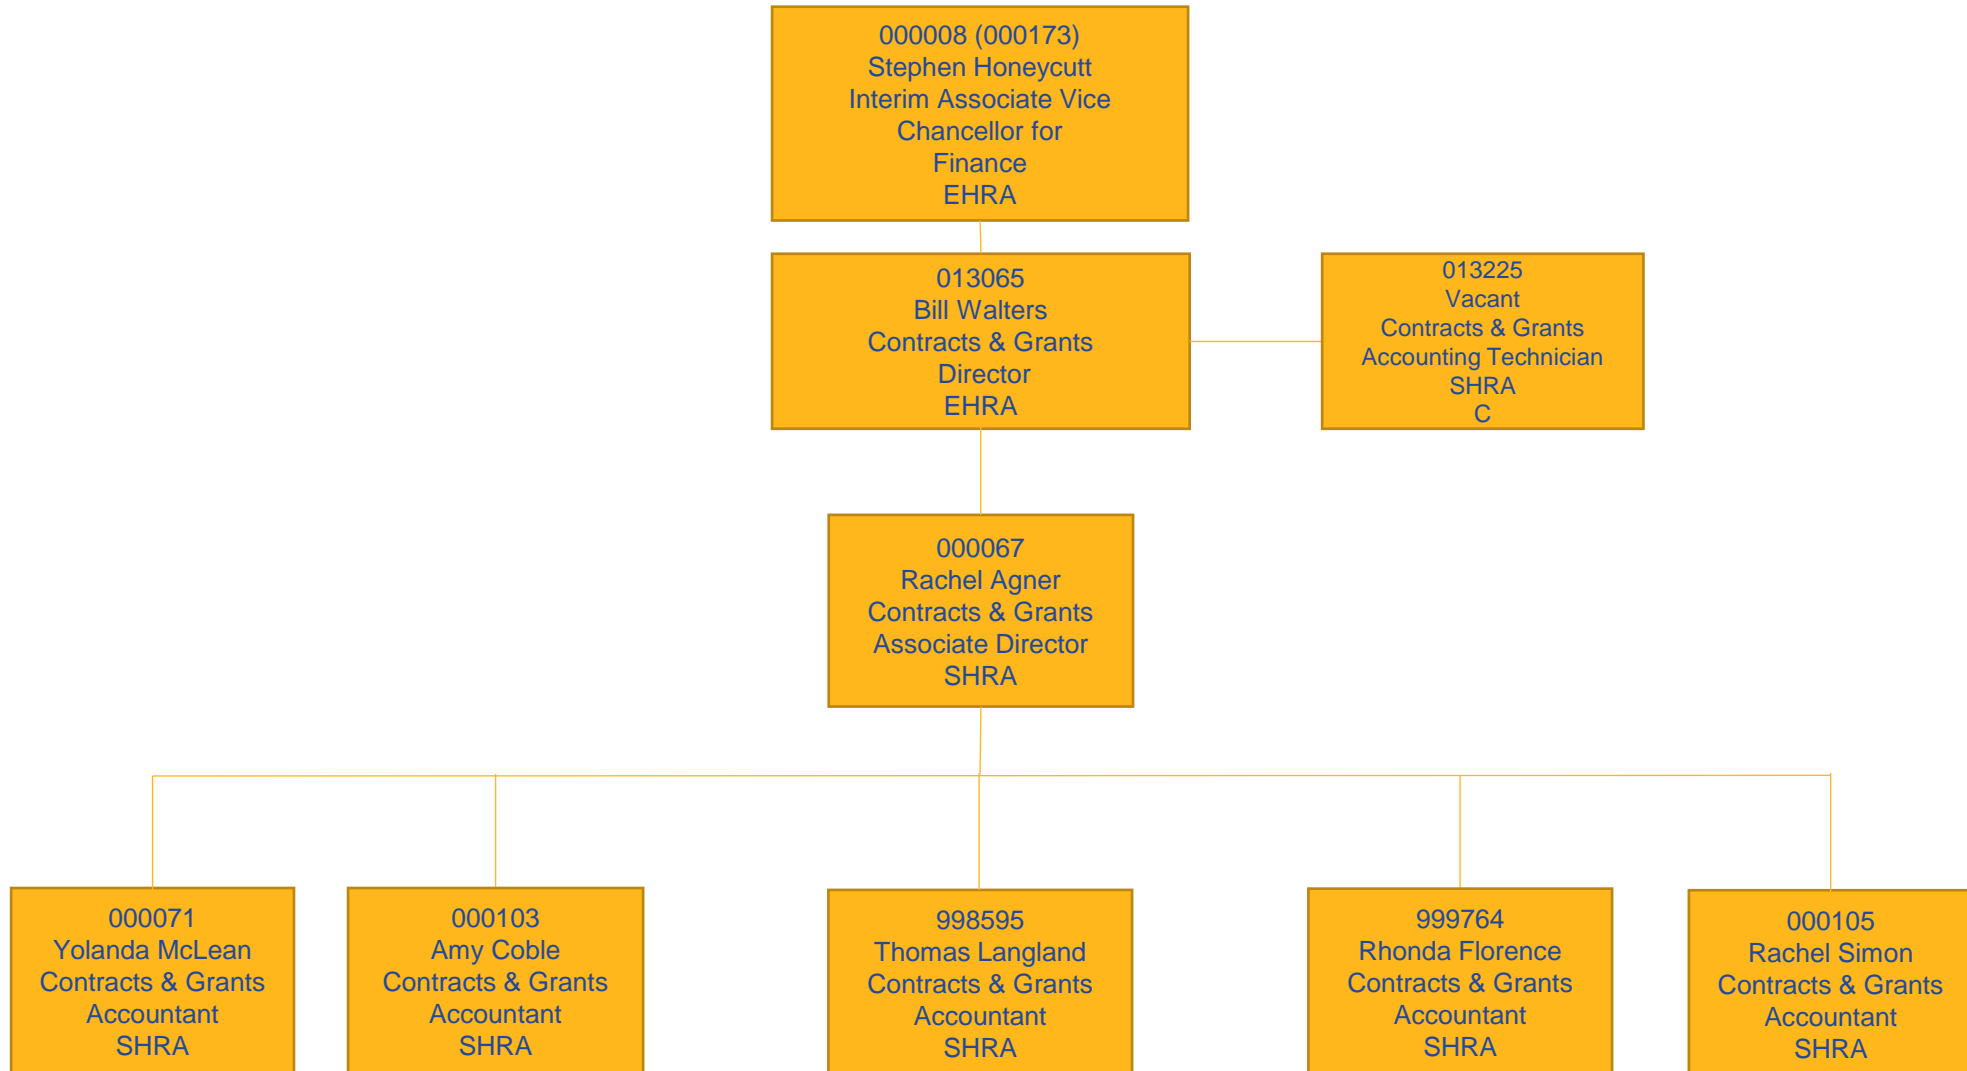 000008 (000173)
Stephen Honeycutt
Interim Associate Vice
Chancellor for
Finance
EHRA
013065
Bill Walters
Contracts & Grants
Director
EHRA
013225
Vacant
Contracts & Grants
Accounting Technician
SHRA
C
000067
Rachel Agner
Contracts & Grants
Associate Director
SHRA
000071
Yolanda McLean
Contracts & Grants
Accountant
SHRA
000103
Amy Coble
Contracts & Grants
Accountant
SHRA
998595
Thomas Langland
Contracts & Grants
Accountant
SHRA
999764
Rhonda Florence
Contracts & Grants
Accountant
SHRA
000105
Rachel Simon
Contracts & Grants
Accountant
SHRA